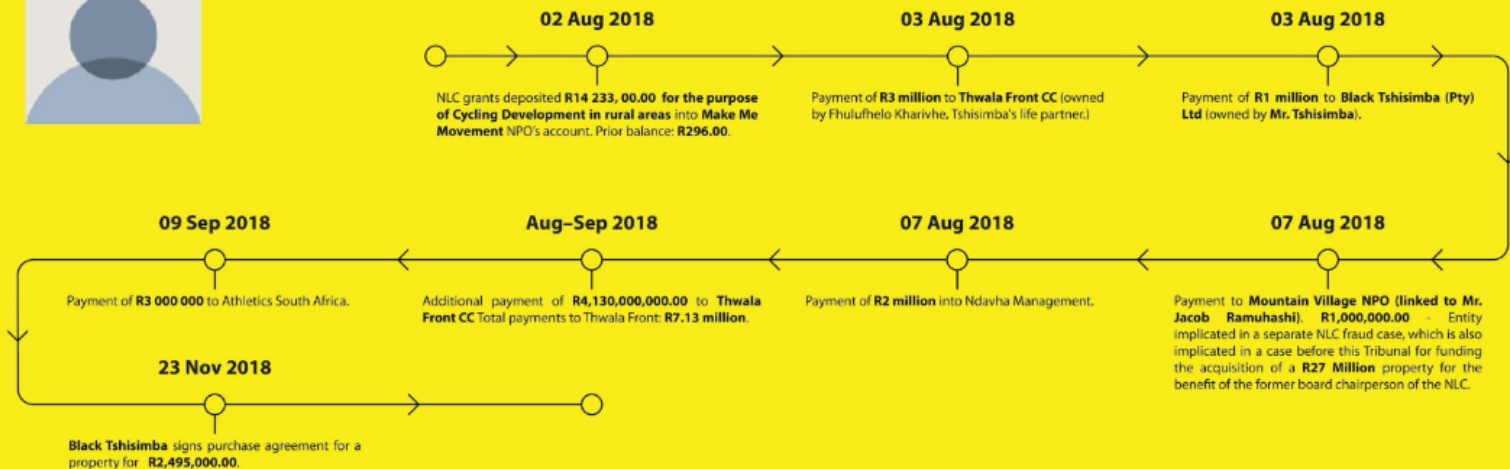 02 Aug 2018
NLC grants deposited R14 233, 00.00 for the purpose
of Cycling Development in rural areas into Make Me
Movement NPO's account. Prior balance: R296.00.
03 Aug 2018
Payment of R3 million to Thwala Front CC (owned
by Fhulufhelo Kharivhe, Tshisimba's life partner.)
03 Aug 2018
Payment of R1 million to Black Tshisimba (Pty)
Ltd (owned by Mr. Tshisimba).
07 Aug 2018
Payment to Mountain Village NPO (linked to Mr.
Jacob Ramuhashi). R1,000,000.00 - Entity
implicated in a separate NLC fraud case, which is also
implicated in a case before this Tribunal for funding
the acquisition of a R27 Million property for the
benefit of the former board chairperson of the NLC.
07 Aug 2018
Payment of R2 million into Ndavha Management.
Aug–Sep 2018
Additional payment of R4,130,000,000.00 to Thwala
Front CC Total payments to Thwala Front: R7.13 million.
09 Sep 2018
Payment of R3 000 000 to Athletics South Africa.
23 Nov 2018
Black Tshisimba signs purchase agreement for a
property for R2,495,000.00.